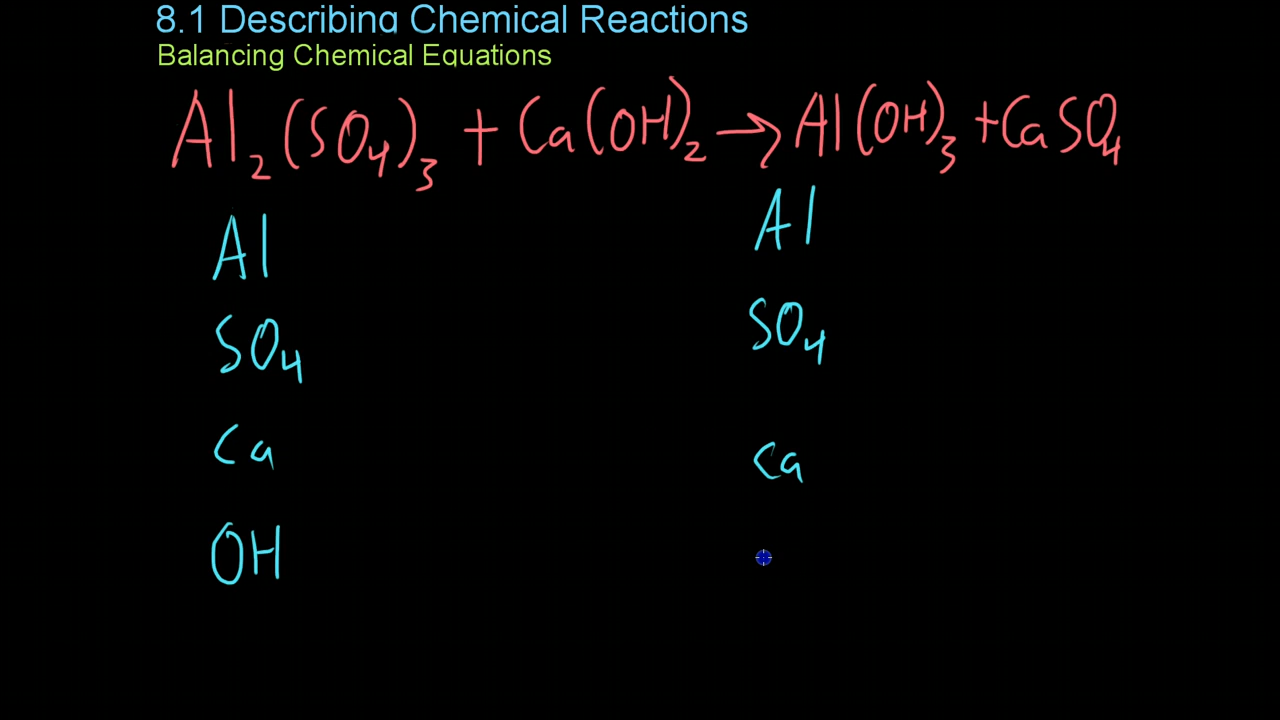 8.1 Describing Chemical Reactions
Balancing Chemical Equations
Al₂(SO₄)₃ + Ca(OH)₂ → Al(OH)₃ + CaSO₄
Al Al
SO₄ SO₄
Ca Ca
OH